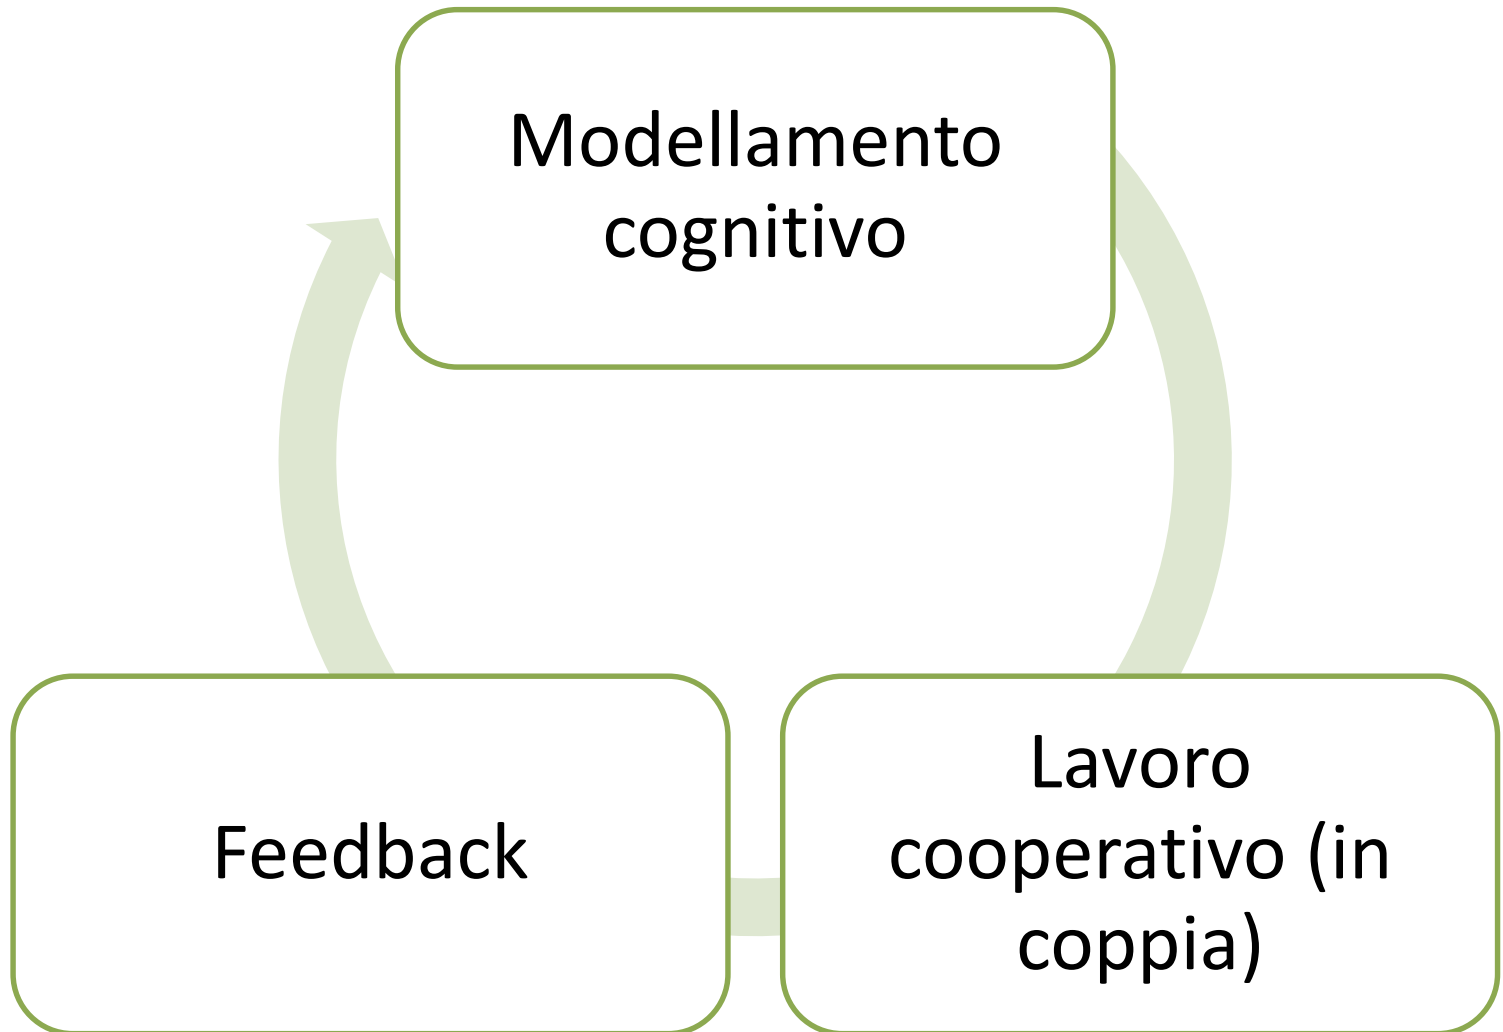 Modellamento
cognitivo
Feedback
Lavoro
cooperativo (in
coppia)